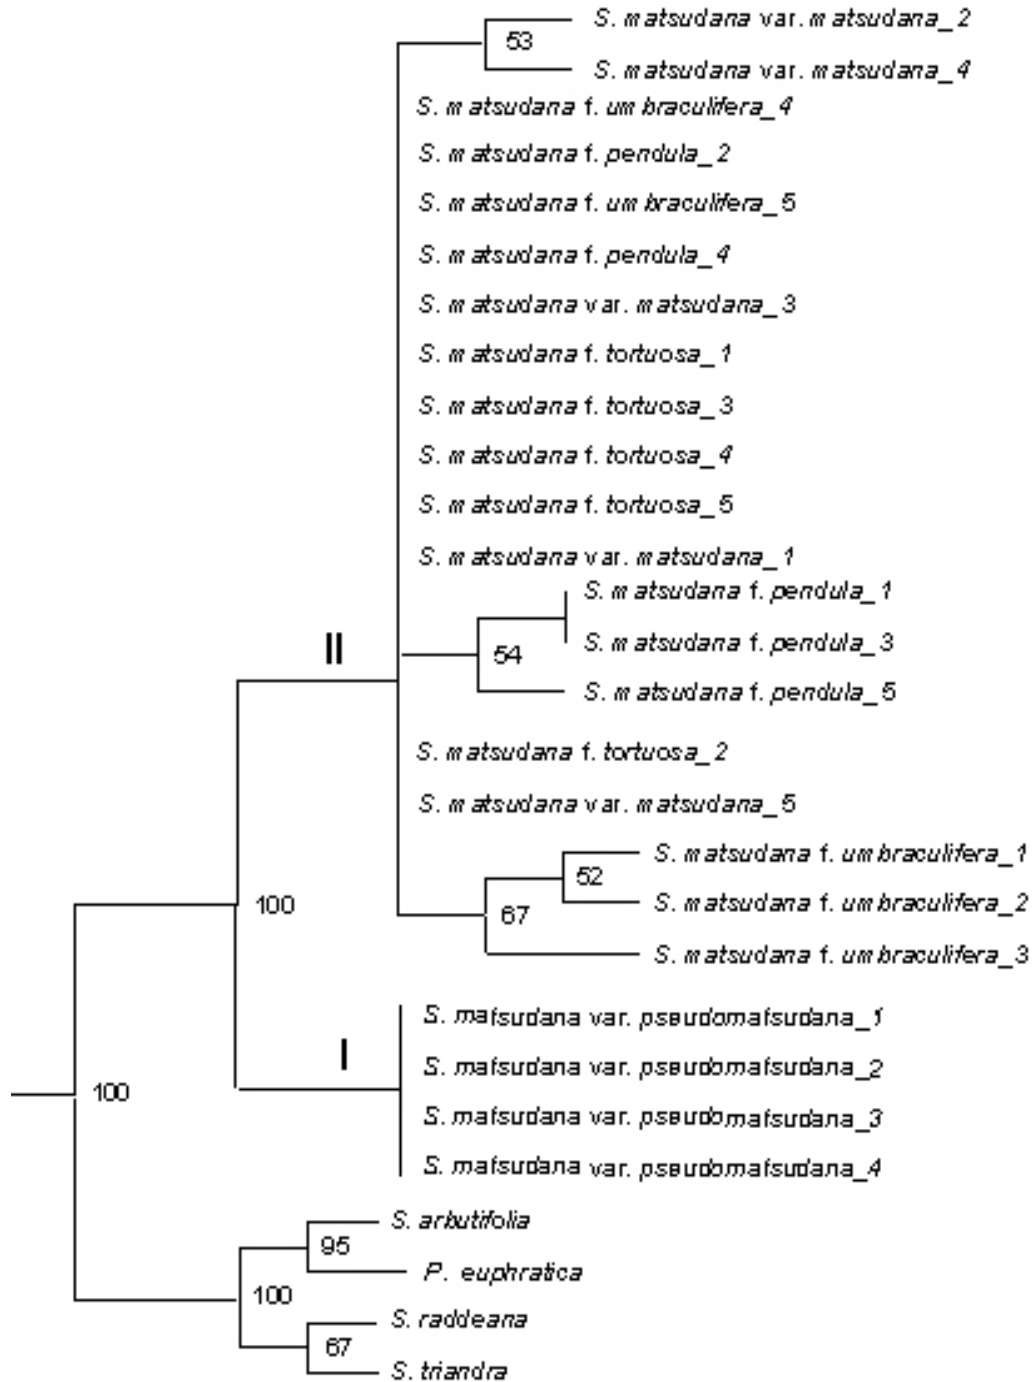 S. matsudana var. matsudana_2
53
S. matsudana var. matsudana_4
S. matsudana f. umbraculifera_4
S. matsudana f. pendula_2
S. matsudana f. umbraculifera_5
S. matsudana f. pendula_4
S. matsudana var. matsudana_3
S. matsudana f. tortuosa_1
S. matsudana f. tortuosa_3
S. matsudana f. tortuosa_4
S. matsudana f. tortuosa_5
S. matsudana var. matsudana_1
S. matsudana f. pendula_1
II
S. matsudana f. pendula_3
54
S. matsudana f. pendula_5
S. matsudana f. tortuosa_2
S. matsudana var. matsudana_5
S. matsudana f. umbraculifera_1
52
S. matsudana f. umbraculifera_2
100
67
S. matsudana f. umbraculifera_3
S. matsudana var. pseudomatsudana_1
I
S. matsudana var. pseudomatsudana_2
100
S. matsudana var. pseudomatsudana_3
S. matsudana var. pseudomatsudana_4
S. arbutifolia
95
P. euphratica
100
S. raddeana
67
S. triandra